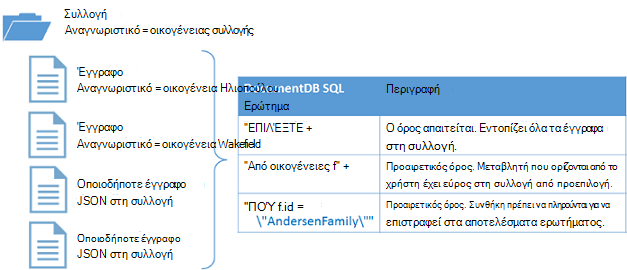 Συλλογή
Αναγνωριστικό = οικογένειας συλλογής
Έγγραφο
Αναγνωριστικό = οικογένεια Ηλιοπούλου
Έγγραφο
Αναγνωριστικό = οικογένεια Wakefield
Οποιοδήποτε έγγραφο
JSON στη συλλογή
Οποιοδήποτε έγγραφο
JSON στη συλλογή
DocumentDB SQL
Ερώτημα
Περιγραφή
"ΕΠΙΛΈΞΤΕ +
Ο όρος απαιτείται. Εντοπίζει όλα τα έγγραφα
στη συλλογή.
"Από οικογένειες f" +
Προαιρετικός όρος. Μεταβλητή που ορίζονται από το
χρήστη έχει εύρος στη συλλογή από προεπιλογή.
"ΠΟΎ f.id =
\"AndersenFamily\""
Προαιρετικός όρος. Συνθήκη πρέπει να πληρούνται για να
επιστραφεί στα αποτελέσματα ερωτήματος.